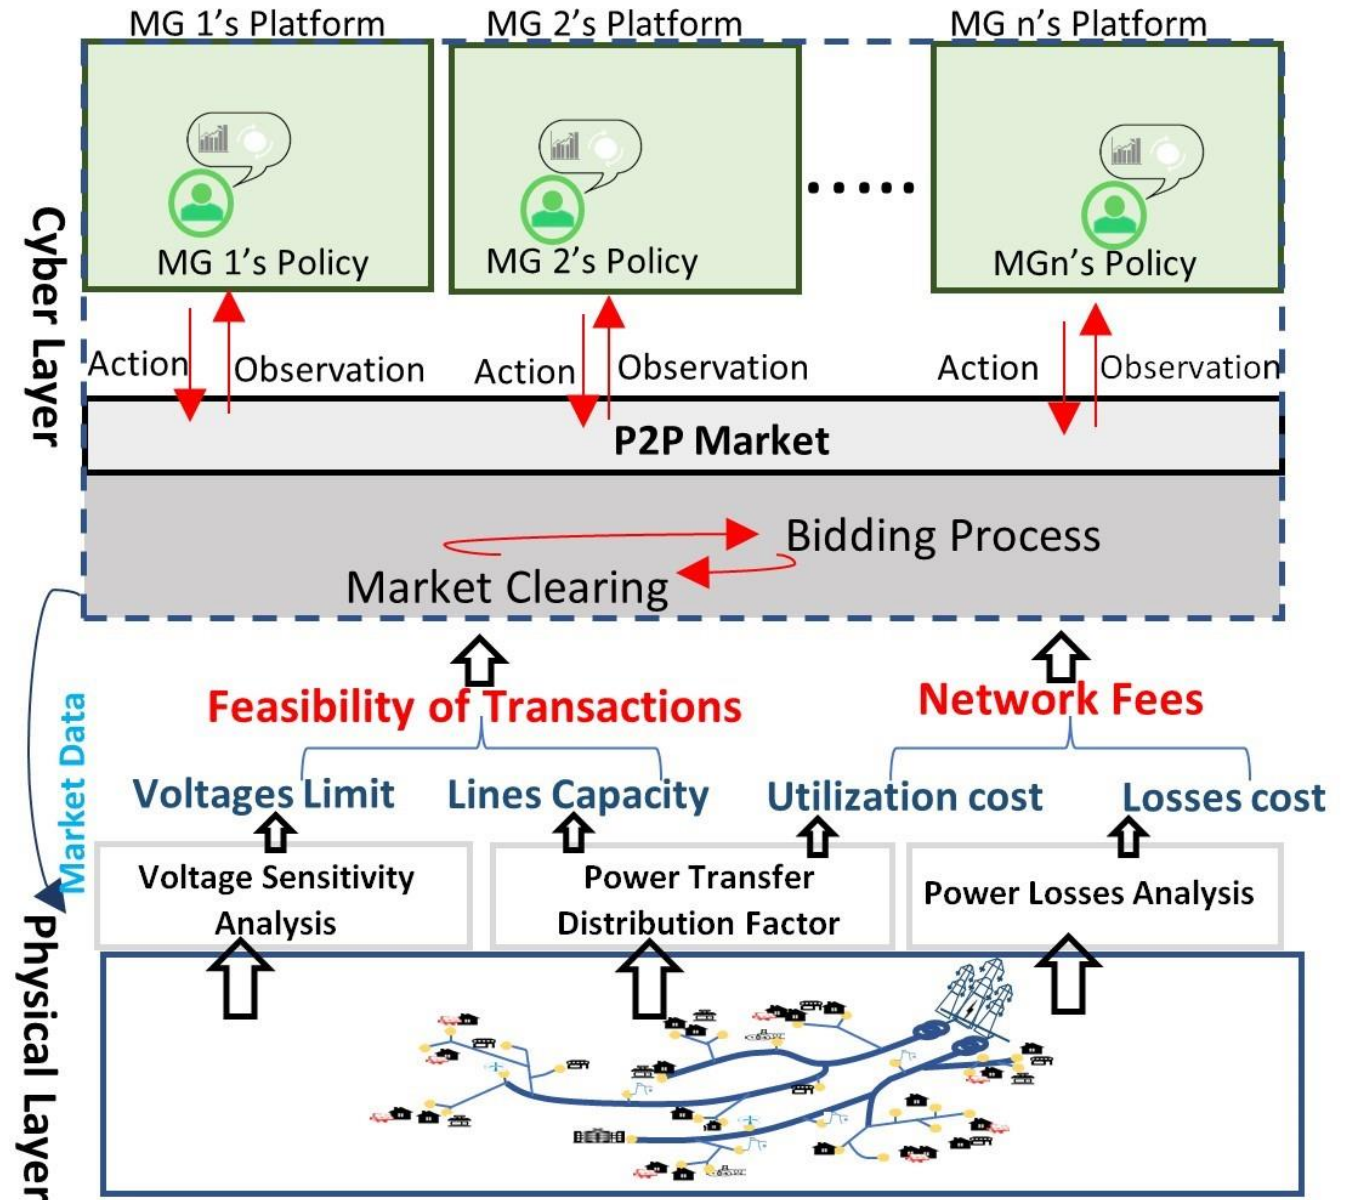 MG 1's Platform
MG 2's Platform
MG n's Platform
MG 1's Policy
MG 2's Policy
MGn's Policy
Cyber Layer
Action
Observation
Action
Observation
Action
Observation
P2P Market
Bidding Process
Market Clearing
Market Data
Feasibility of Transactions
Network Fees
Voltages Limit
Lines Capacity
Utilization cost
Losses cost
Voltage Sensitivity
Analysis
Power Transfer
Distribution Factor
Power Losses Analysis
Physical Layer